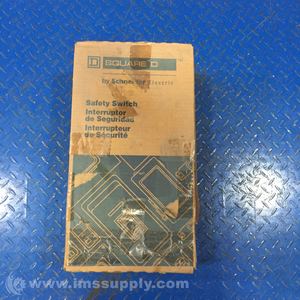 D SQUARE D
by Schneider Electric
Safety Switch
Interruptor
de Seguridad
Interrupteur
de Sécurité
© www.imssupply.com